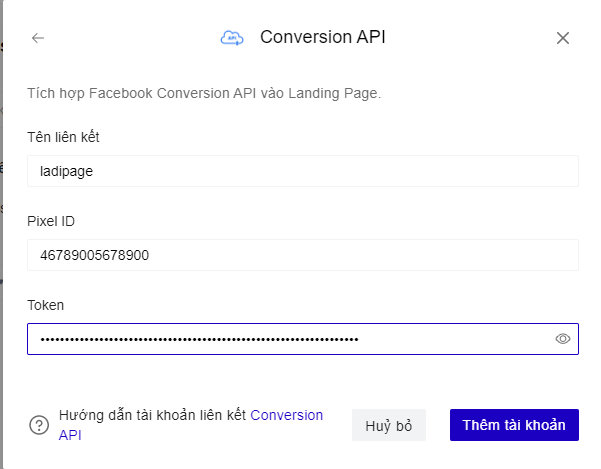 API
Conversion API
Tích hợp Facebook Conversion API vào Landing Page.
Tên liên kết
ladipage
Pixel ID
46789005678900
Token
••••••••••••••••••••••••••••••••••••••••••••••••••••••••••••••••••
Hướng dẫn tài khoản liên kết Conversion
API
Huỷ bỏ
Thêm tài khoản